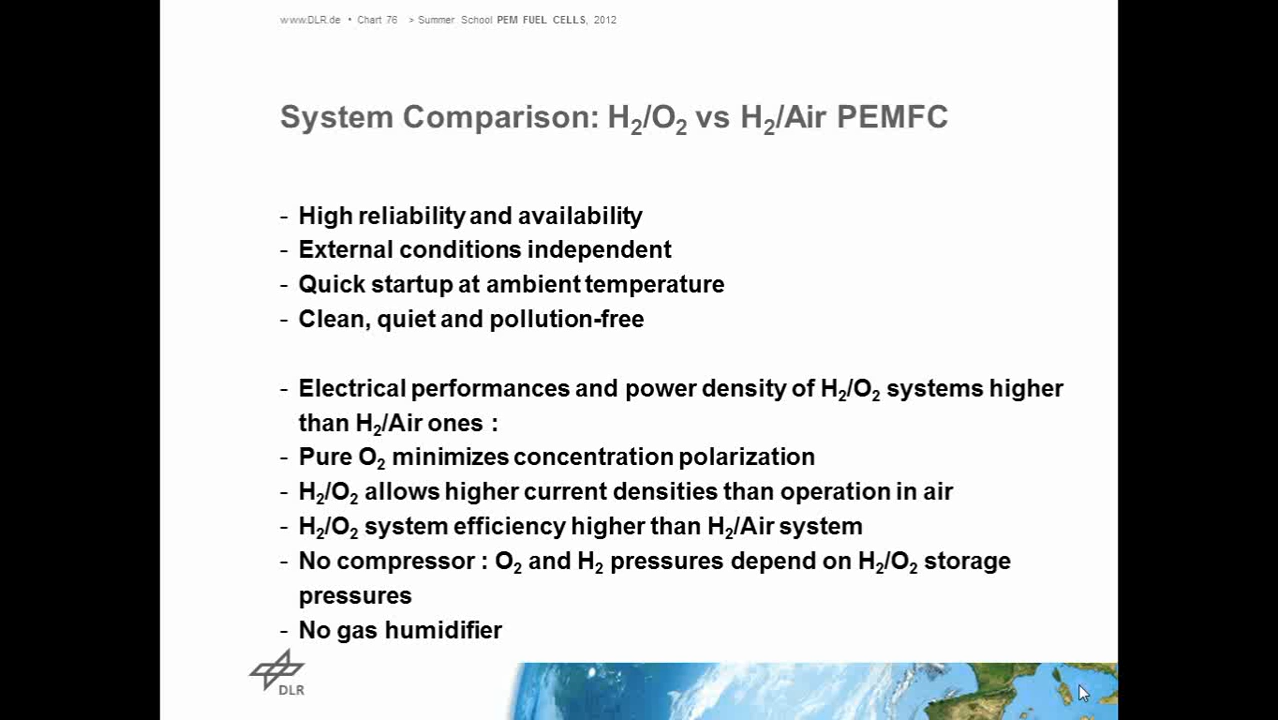 www.DLR.de • Chart 76 > Summer School PEM FUEL CELLS, 2012
System Comparison: H₂/O₂ vs H₂/Air PEMFC
- High reliability and availability
- External conditions independent
- Quick startup at ambient temperature
- Clean, quiet and pollution-free
- Electrical performances and power density of H₂/O₂ systems higher
than H₂/Air ones :
- Pure O₂ minimizes concentration polarization
- H₂/O₂ allows higher current densities than operation in air
- H₂/O₂ system efficiency higher than H₂/Air system
- No compressor : O₂ and H₂ pressures depend on H₂/O₂ storage
pressures
- No gas humidifier
DLR